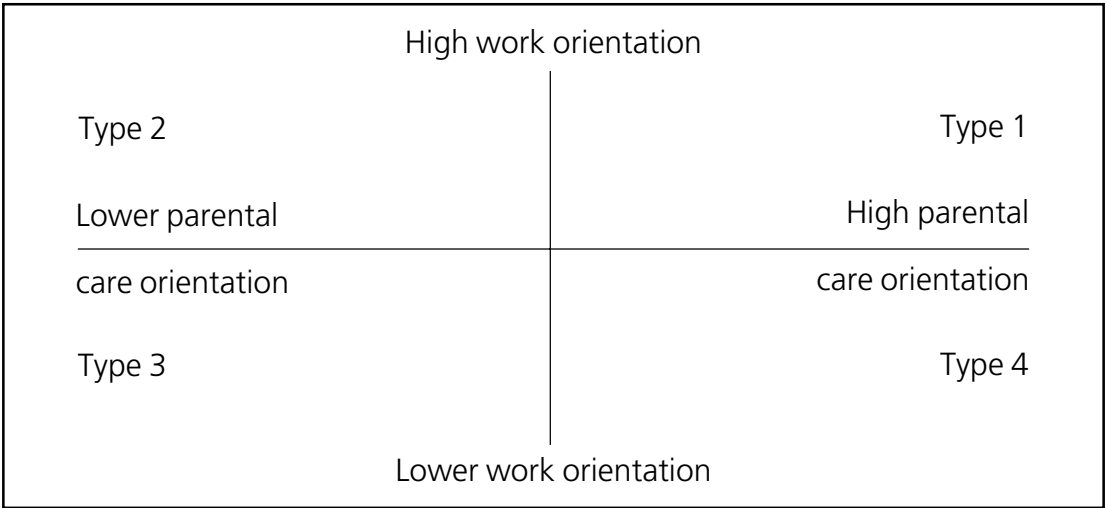 High work orientation
Type 2
Type 1
Lower parental
High parental
care orientation
care orientation
Type 3
Type 4
Lower work orientation